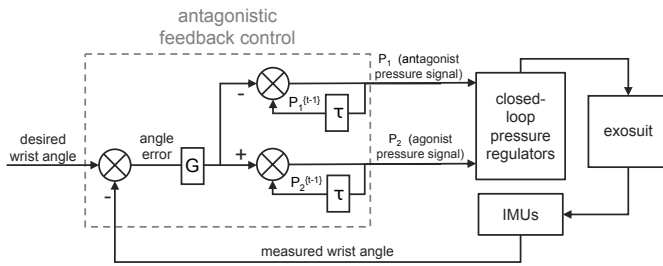 antagonistic
feedback control
P₁ (antagonist
pressure signal)
-
P₁{t-1}
τ
closed-
loop
pressure
regulators
exosuit
desired
wrist angle
angle
error
G
+
P₂ (agonist
pressure signal)
P₂{t-1}
τ
-
IMUs
measured wrist angle